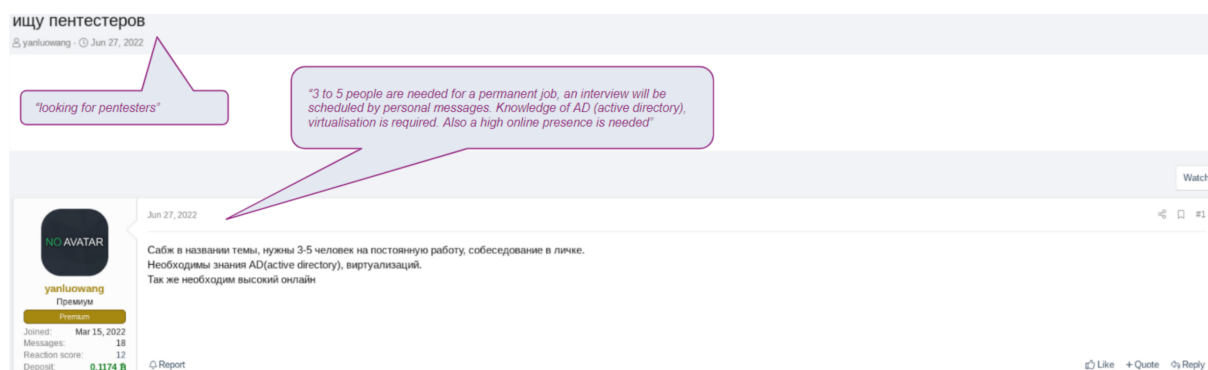 ищу пентестеров
yanluowang · Jun 27, 2022
"looking for pentesters"
"3 to 5 people are needed for a permanent job, an interview will be
scheduled by personal messages. Knowledge of AD (active directory),
virtualisation is required. Also a high online presence is needed"
Watch
Jun 27, 2022
#1
NO AVATAR
Сабж в названии темы, нужны 3-5 человек на постоянную работу, собеседование в личке.
Необходимы знания AD(active directory), виртуализаций.
Так же необходим высокий онлайн
yanluowang
Премиум
Premium
Joined: Mar 15, 2022
Messages: 18
Reaction score: 12
Deposit: 0.1174 ₿
Report
Like + Quote Reply